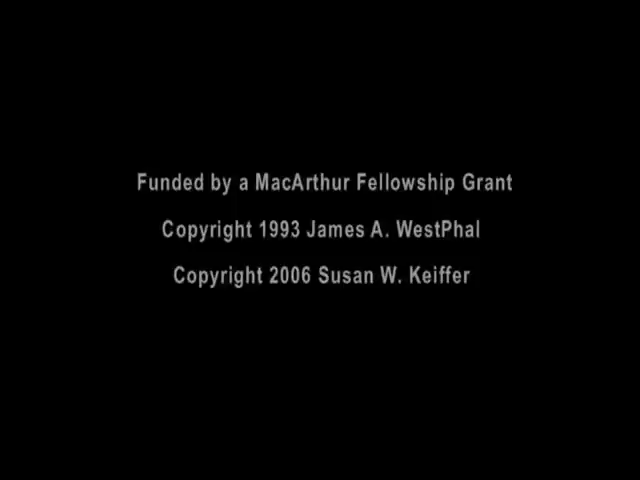 Funded by a MacArthur Fellowship Grant
Copyright 1993 James A. WestPhal
Copyright 2006 Susan W. Keiffer